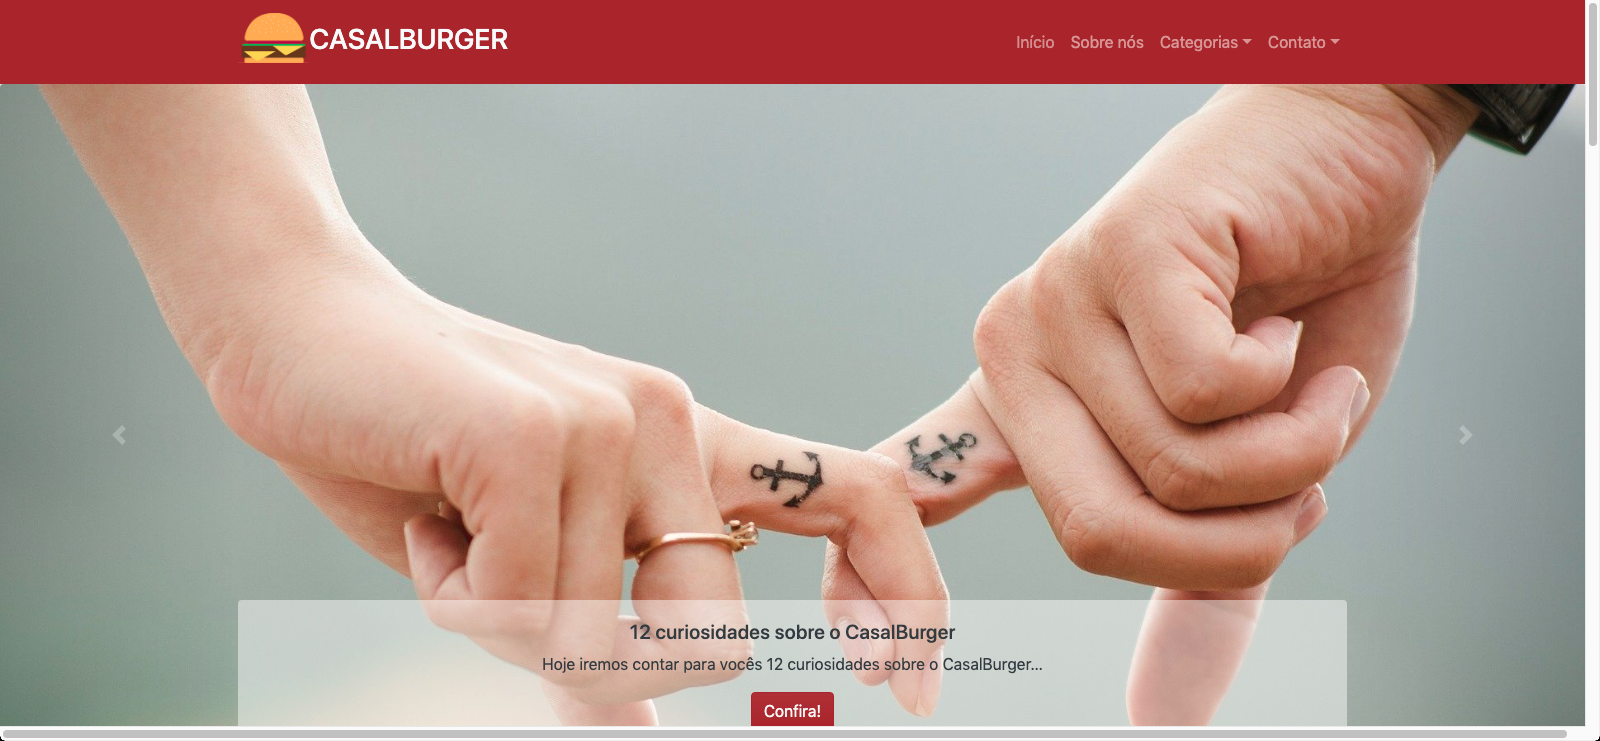 CASALBURGER
Início Sobre nós Categorias Contato
12 curiosidades sobre o CasalBurger
Hoje iremos contar para vocês 12 curiosidades sobre o CasalBurger...
Confira!